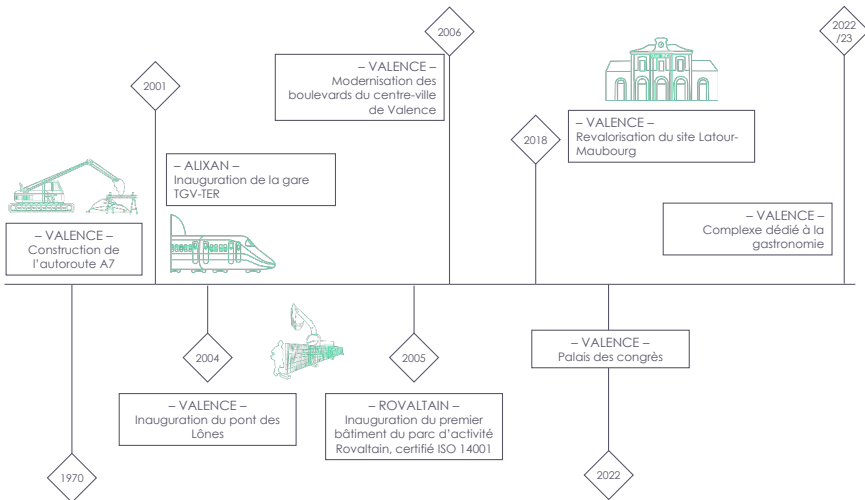 2006
2022
/23
– VALENCE –
Modernisation des
boulevards du centre-ville
de Valence
2001
– VALENCE –
Revalorisation du site Latour-
Maubourg
2018
– ALIXAN –
Inauguration de la gare
TGV-TER
– VALENCE –
Construction de
l’autoroute A7
– VALENCE –
Complexe dédié à la
gastronomie
2004
2005
– VALENCE –
Palais des congrès
– VALENCE –
Inauguration du pont des
Lônes
– ROVALTAIN –
Inauguration du premier
bâtiment du parc d’activité
Rovaltain, certifié ISO 14001
1970
2022